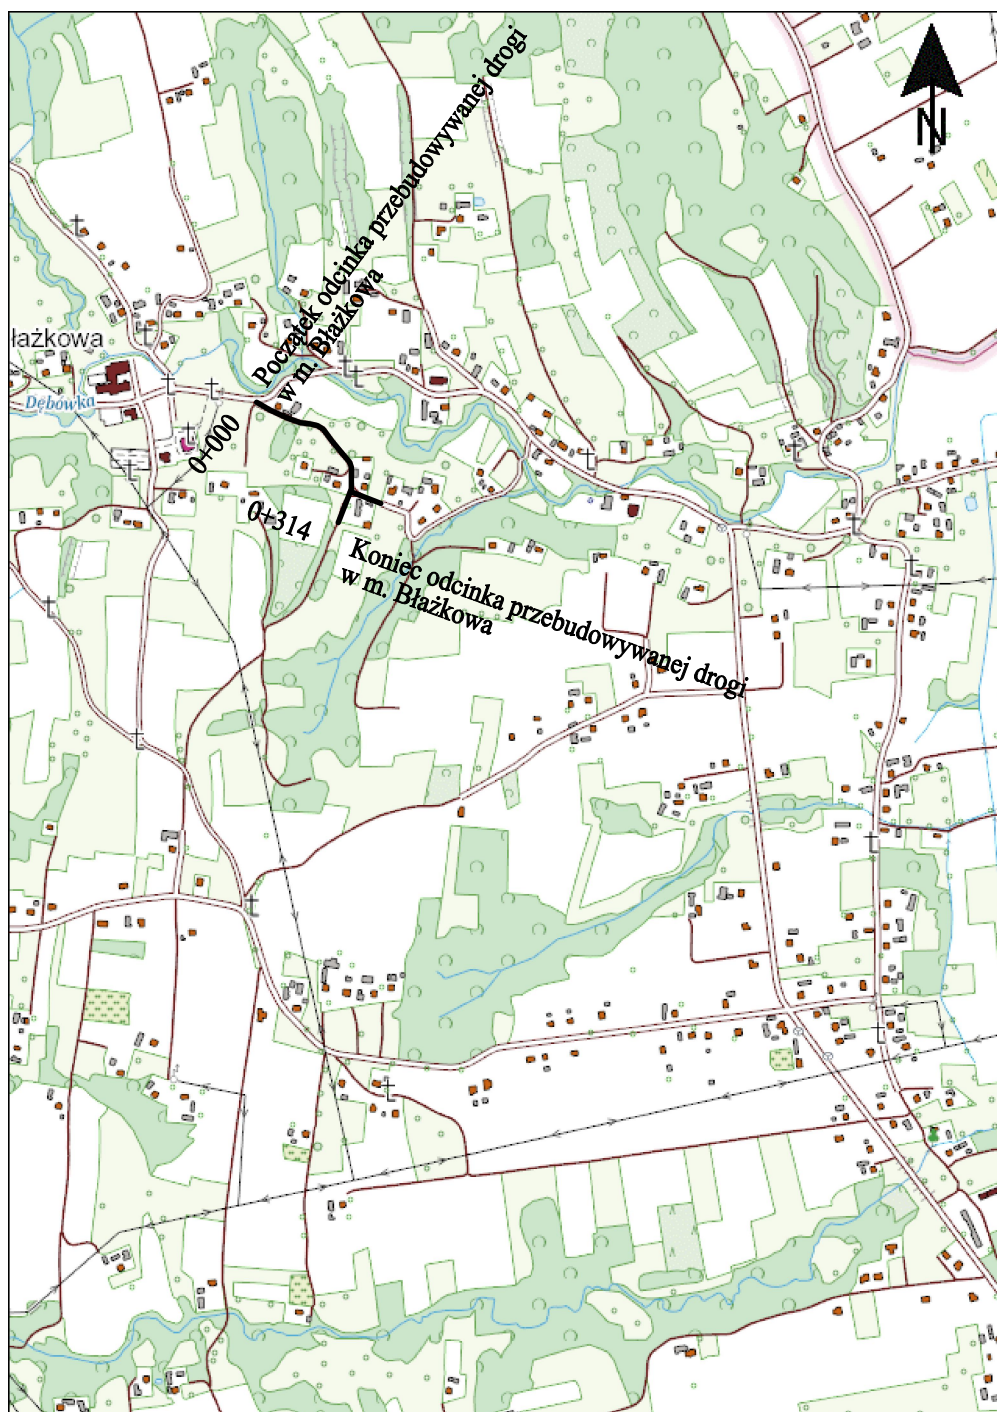 N
Początek odcinka przebudowywanej drogi
w m. Błażkowa
łażkowa
Dębówka
0+000
0+314
Koniec odcinka przebudowywanej drogi
w m. Błażkowa